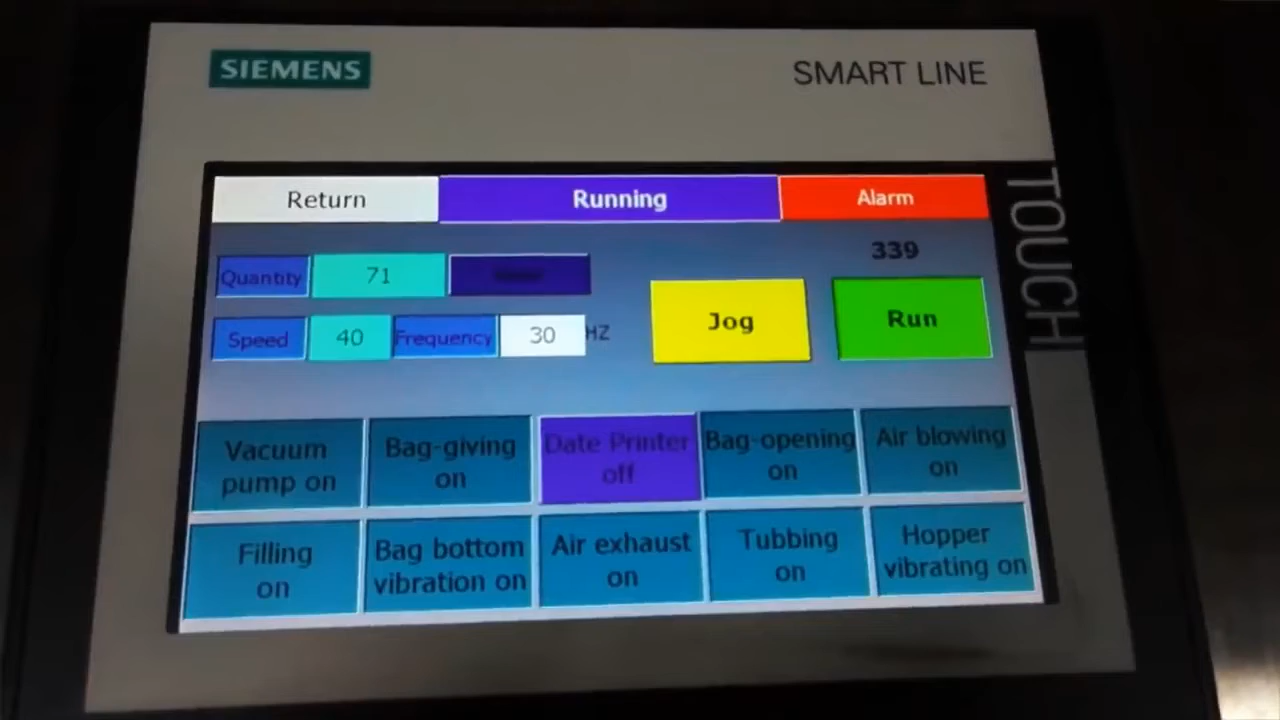 SIEMENS
SMART LINE
TOUCH
Return
Running
Alarm
339
Quantity
71
Jog
Run
Speed
40
Frequency
30
HZ
Vacuum
pump on
Bag-giving
on
Date Printer
off
Bag-opening
on
Air blowing
on
Filling
on
Bag bottom
vibration on
Air exhaust
on
Tubbing
on
Hopper
vibrating on